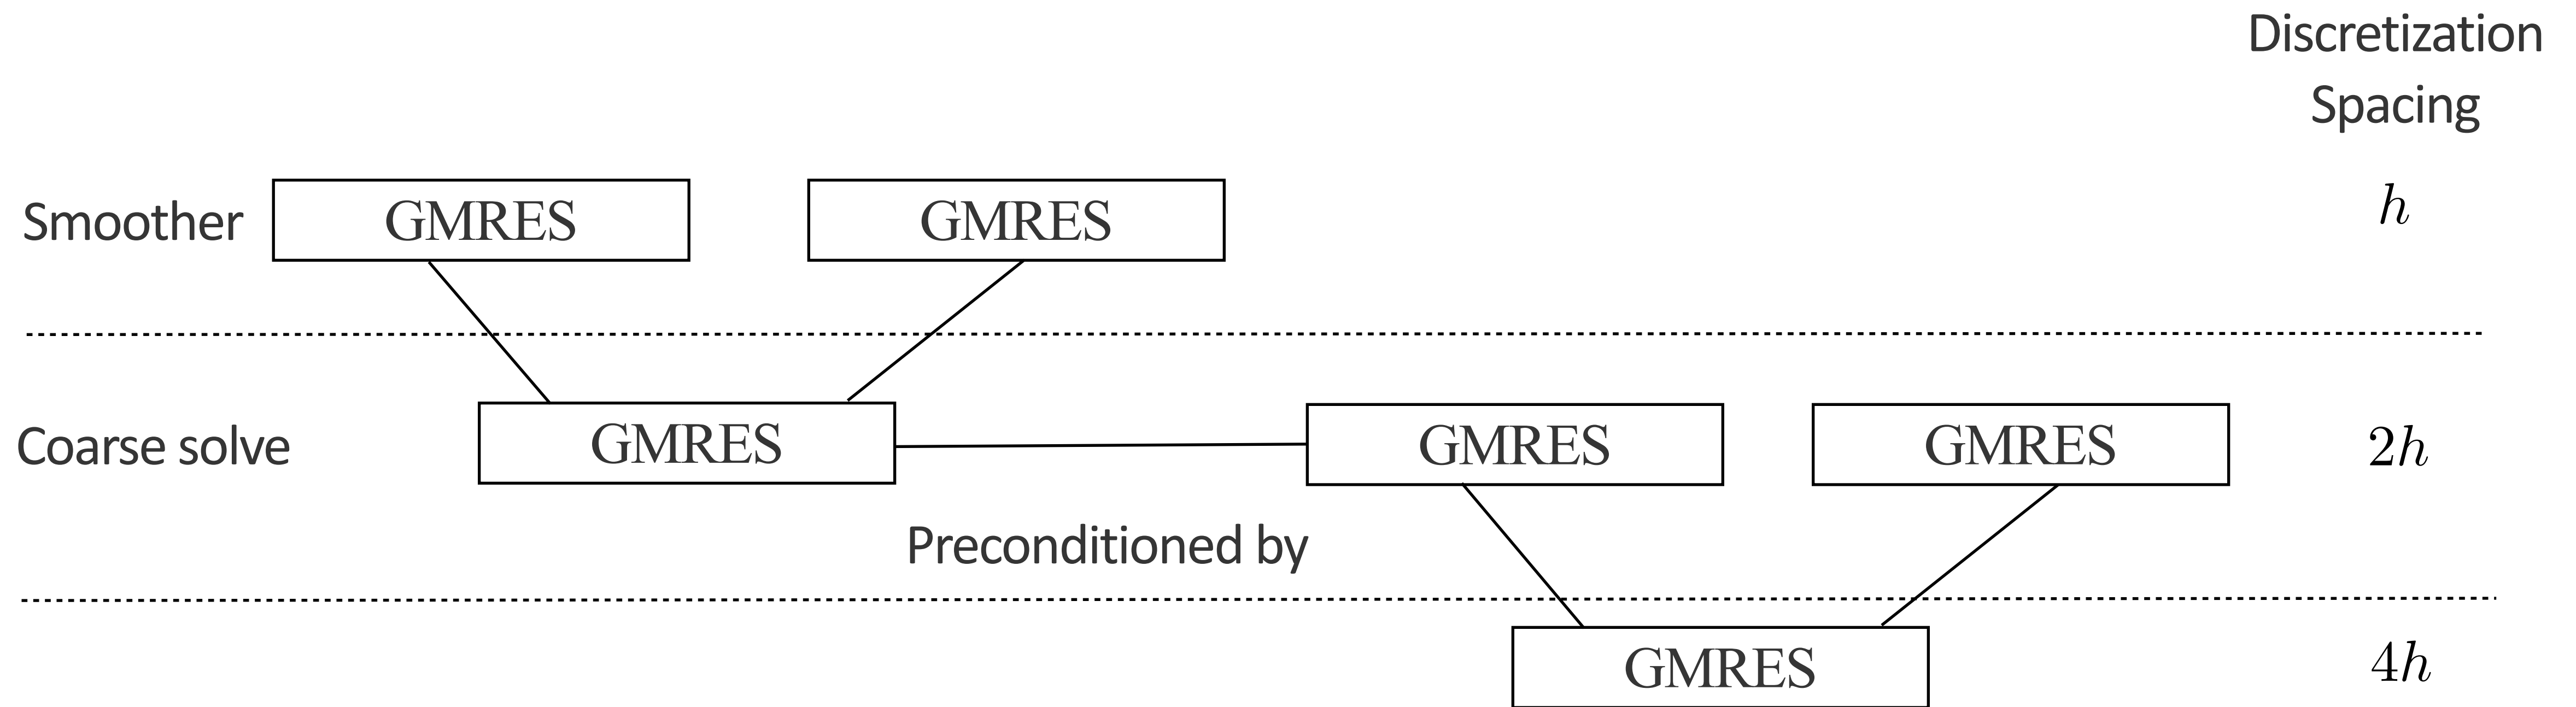 Discretization
Spacing
Smoother GMRES GMRES h
Coarse solve GMRES GMRES GMRES 2h
Preconditioned by
GMRES 4h